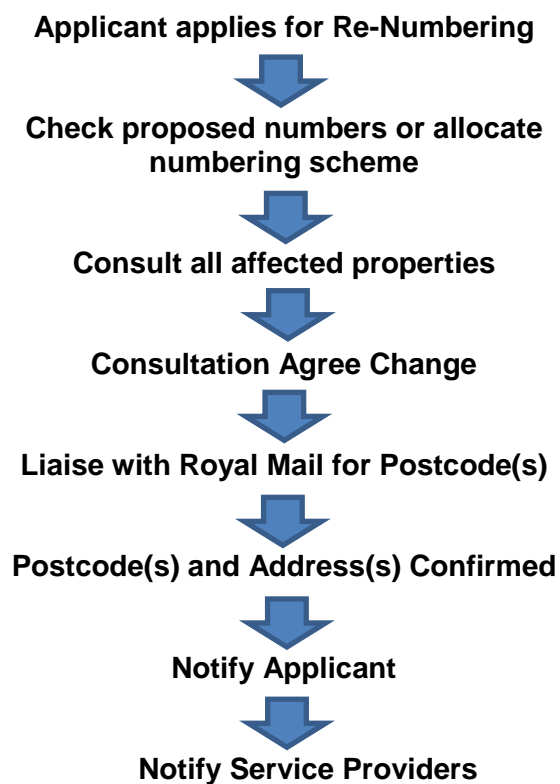 Applicant applies for Re-Numbering
Check proposed numbers or allocate
numbering scheme
Consult all affected properties
Consultation Agree Change
Liaise with Royal Mail for Postcode(s)
Postcode(s) and Address(s) Confirmed
Notify Applicant
Notify Service Providers